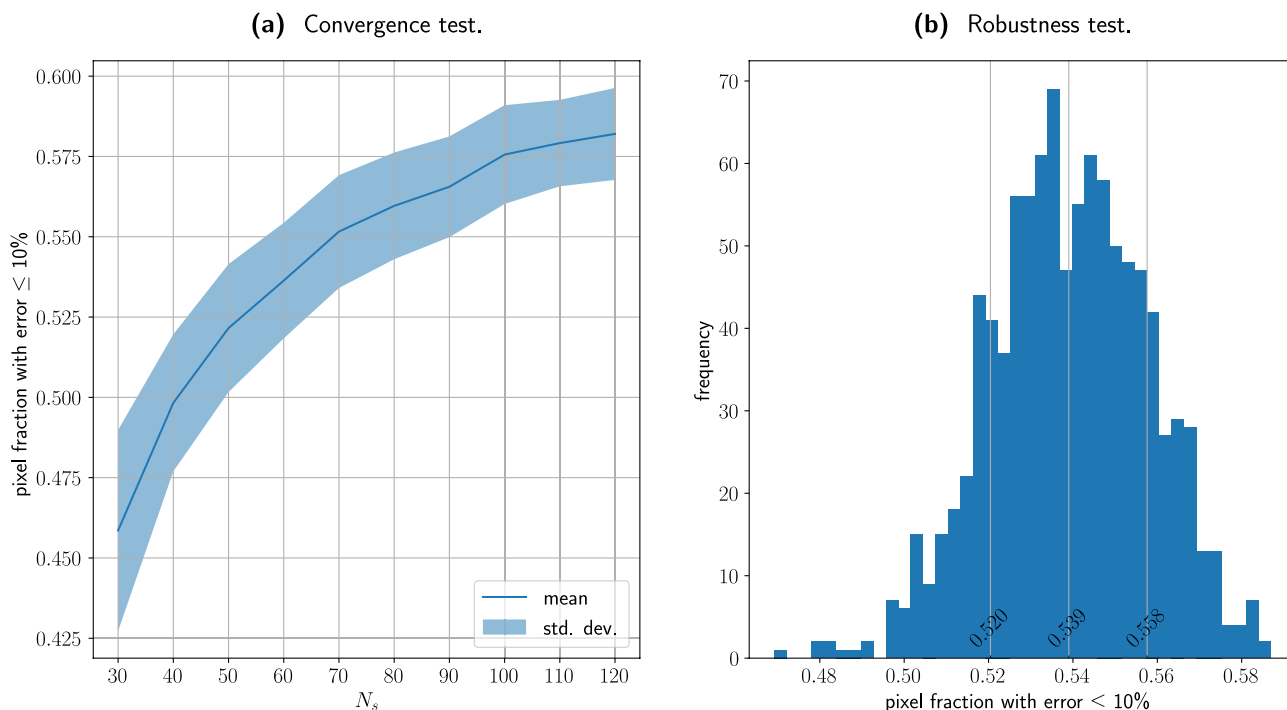 (a) Convergence test.
0.600
0.575
0.550
0.525
0.500
0.475
0.450
0.425
pixel fraction with error ≤ 10%
mean
std. dev.
30 40 50 60 70 80 90 100 110 120
N_s
(b) Robustness test.
70
60
50
40
30
20
10
0
frequency
0.520 0.539 0.558
0.48 0.50 0.52 0.54 0.56 0.58
pixel fraction with error < 10%